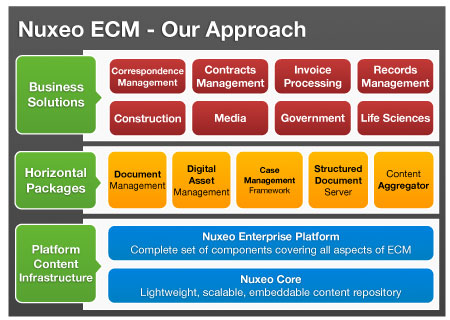 Nuxeo ECM - Our Approach
Business
Solutions
Correspondence
Management
Contracts
Management
Invoice
Processing
Records
Management
Construction
Media
Government
Life Sciences
Horizontal
Packages
Document
Management
Digital
Asset
Management
Case
Management
Framework
Structured
Document
Server
Content
Aggregator
Platform
Content
Infrastructure
Nuxeo Enterprise Platform
Complete set of components covering all aspects of ECM
Nuxeo Core
Lightweight, scalable, embeddable content repository